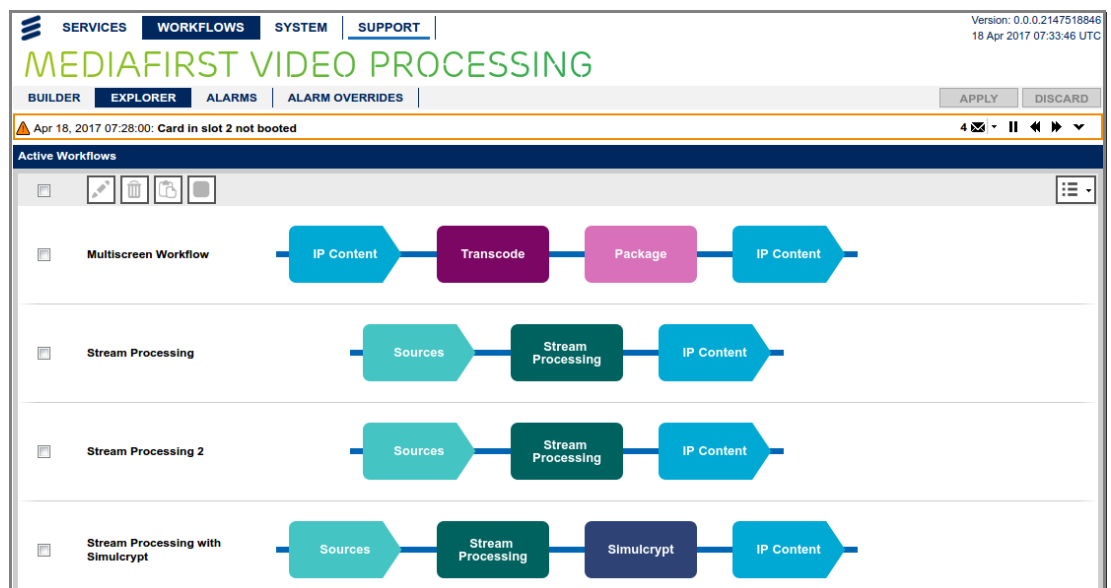 SERVICES WORKFLOWS SYSTEM SUPPORT
Version: 0.0.0.2147518846
18 Apr 2017 07:33:46 UTC
MEDIAFIRST VIDEO PROCESSING
BUILDER EXPLORER ALARMS ALARM OVERRIDES APPLY DISCARD
Apr 18, 2017 07:28:00: Card in slot 2 not booted 4
Active Workflows
Multiscreen Workflow IP Content Transcode Package IP Content
Stream Processing Sources Stream Processing IP Content
Stream Processing 2 Sources Stream Processing IP Content
Stream Processing with
Simulcrypt
Sources Stream Processing Simulcrypt IP Content